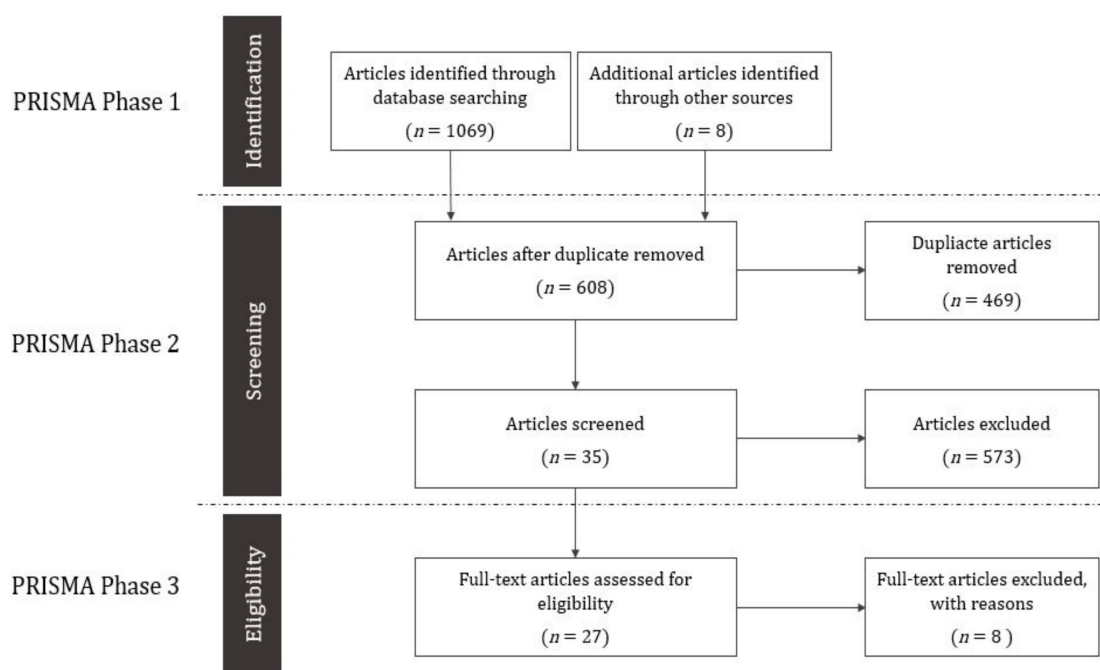 PRISMA Phase 1
Identification
Articles identified through
database searching
(n = 1069)
Additional articles identified
through other sources
(n = 8)
PRISMA Phase 2
Screening
Articles after duplicate removed
(n = 608)
Dupliacte articles
removed
(n = 469)
Articles screened
(n = 35)
Articles excluded
(n = 573)
PRISMA Phase 3
Eligibility
Full-text articles assessed for
eligibility
(n = 27)
Full-text articles excluded,
with reasons
(n = 8 )